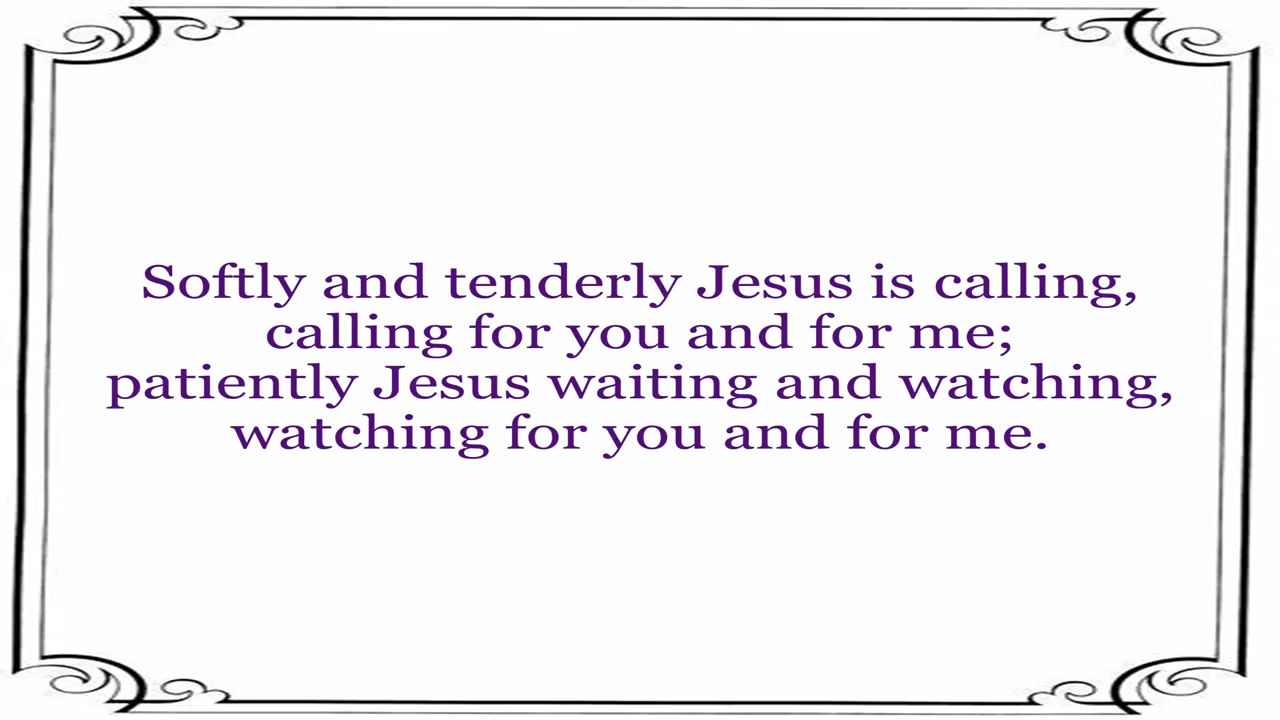 Softly and tenderly Jesus is calling,
calling for you and for me;
patiently Jesus waiting and watching,
watching for you and for me.